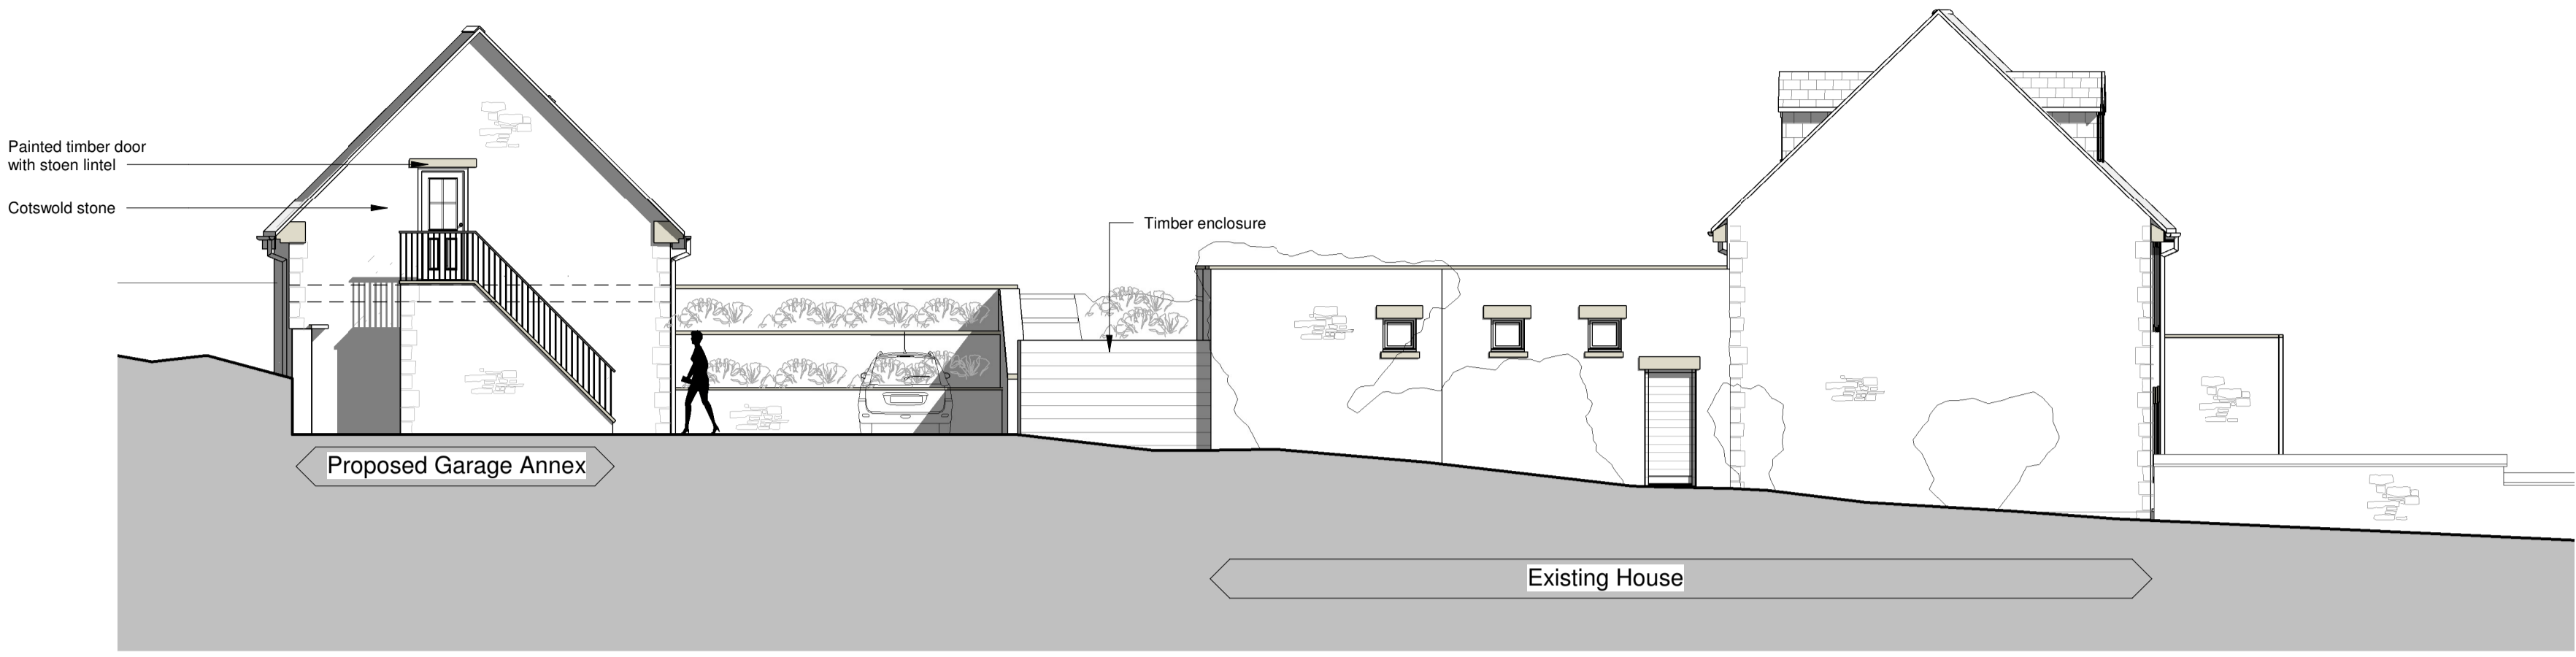 Painted timber door
with stoen lintel
Cotswold stone
Timber enclosure
Proposed Garage Annex
Existing House